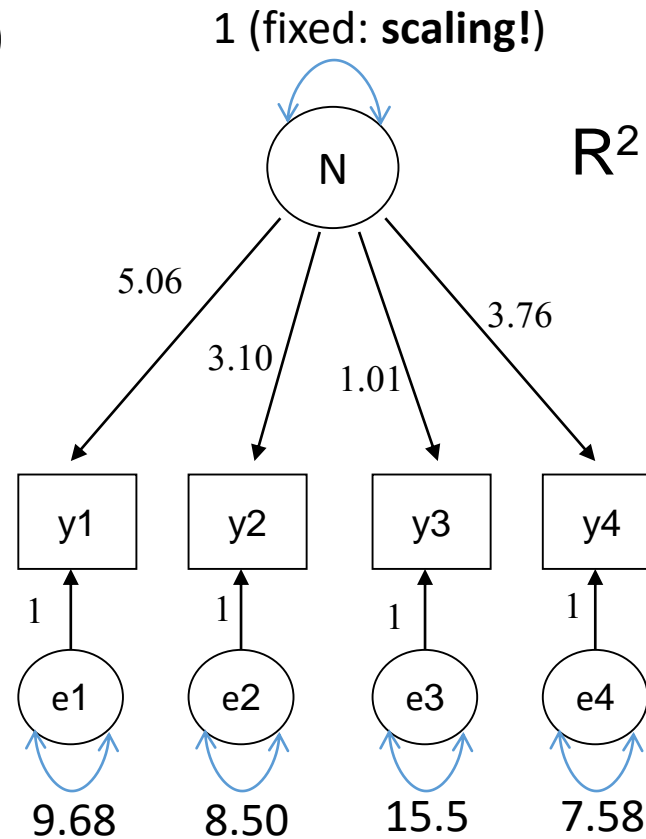 )
1 (fixed: scaling!)
N
R²
5.06
3.10
1.01
3.76
y1
y2
y3
y4
1
1
1
1
e1
e2
e3
e4
9.68
8.50
15.5
7.58